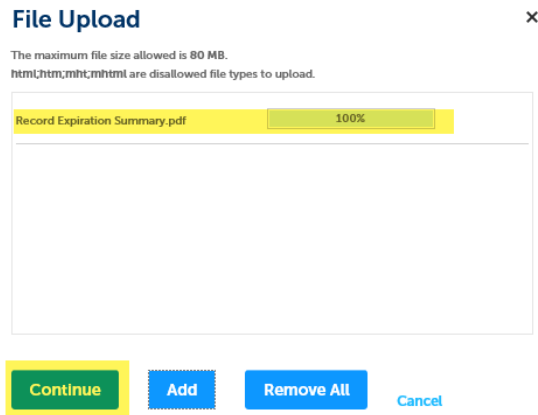 File Upload
×
The maximum file size allowed is 80 MB.
html;htm;mht;mhtml are disallowed file types to upload.
Record Expiration Summary.pdf 100%
Continue Add Remove All Cancel